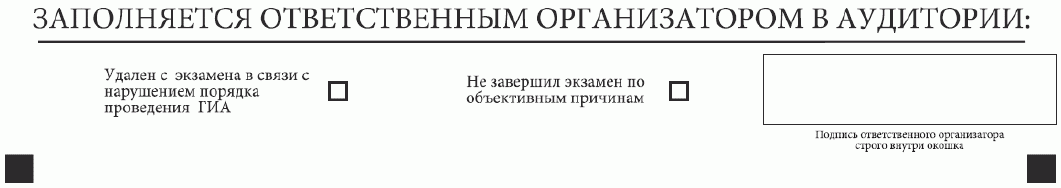 ЗАПОЛНЯЕТСЯ ОТВЕТСТВЕННЫМ ОРГАНИЗАТОРОМ В АУДИТОРИИ:
Удален с экзамена в связи с
нарушением порядка
проведения ГИА
Не завершил экзамен по
объективным причинам
Подпись ответственного организатора
строго внутри окошка